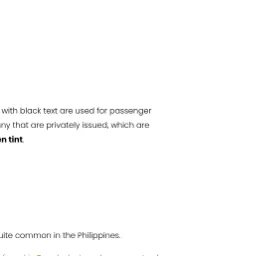 with black text are used for passenger
ny that are privately issued, which are
n tint.
uite common in the Philippines.